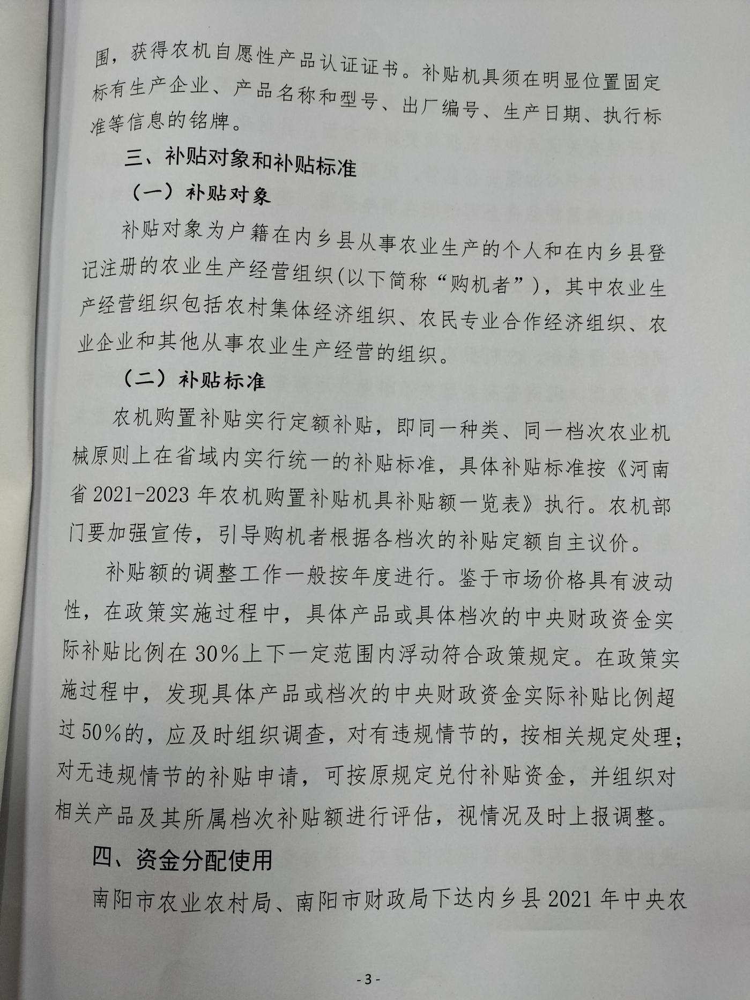 围，获得农机自愿性产品认证证书。补贴机具须在明显位置固定
标有生产企业、产品名称和型号、出厂编号、生产日期、执行标
准等信息的铭牌。
三、补贴对象和补贴标准
（一）补贴对象
补贴对象为户籍在内乡县从事农业生产的个人和在内乡县登
记注册的农业生产经营组织(以下简称“购机者”)，其中农业生
产经营组织包括农村集体经济组织、农民专业合作经济组织、农
业企业和其他从事农业生产经营的组织。
（二）补贴标准
农机购置补贴实行定额补贴，即同一种类、同一档次农业机
械原则上在省域内实行统一的补贴标准，具体补贴标准按《河南
省 2021-2023 年农机购置补贴机具补贴额一览表》执行。农机部
门要加强宣传，引导购机者根据各档次的补贴定额自主议价。
补贴额的调整工作一般按年度进行。鉴于市场价格具有波动
性，在政策实施过程中，具体产品或具体档次的中央财政资金实
际补贴比例在 30%上下一定范围内浮动符合政策规定。在政策实
施过程中，发现具体产品或档次的中央财政资金实际补贴比例超
过 50%的，应及时组织调查，对有违规情节的，按相关规定处理；
对无违规情节的补贴申请，可按原规定兑付补贴资金，并组织对
相关产品及其所属档次补贴额进行评估，视情况及时上报调整。
四、资金分配使用
南阳市农业农村局、南阳市财政局下达内乡县 2021 年中央农
- 3 -